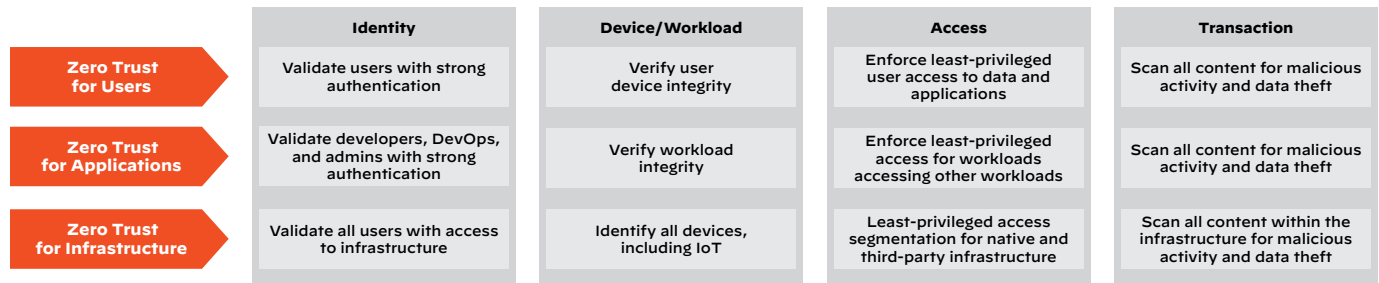 Identity
Device/Workload
Access
Transaction
Zero Trust
for Users
Validate users with strong
authentication
Verify user
device integrity
Enforce least-privileged
user access to data and
applications
Scan all content for malicious
activity and data theft
Zero Trust
for Applications
Validate developers, DevOps,
and admins with strong
authentication
Verify workload
integrity
Enforce least-privileged
access for workloads
accessing other workloads
Scan all content for malicious
activity and data theft
Zero Trust
for Infrastructure
Validate all users with access
to infrastructure
Identify all devices,
including IoT
Least-privileged access
segmentation for native and
third-party infrastructure
Scan all content within the
infrastructure for malicious
activity and data theft